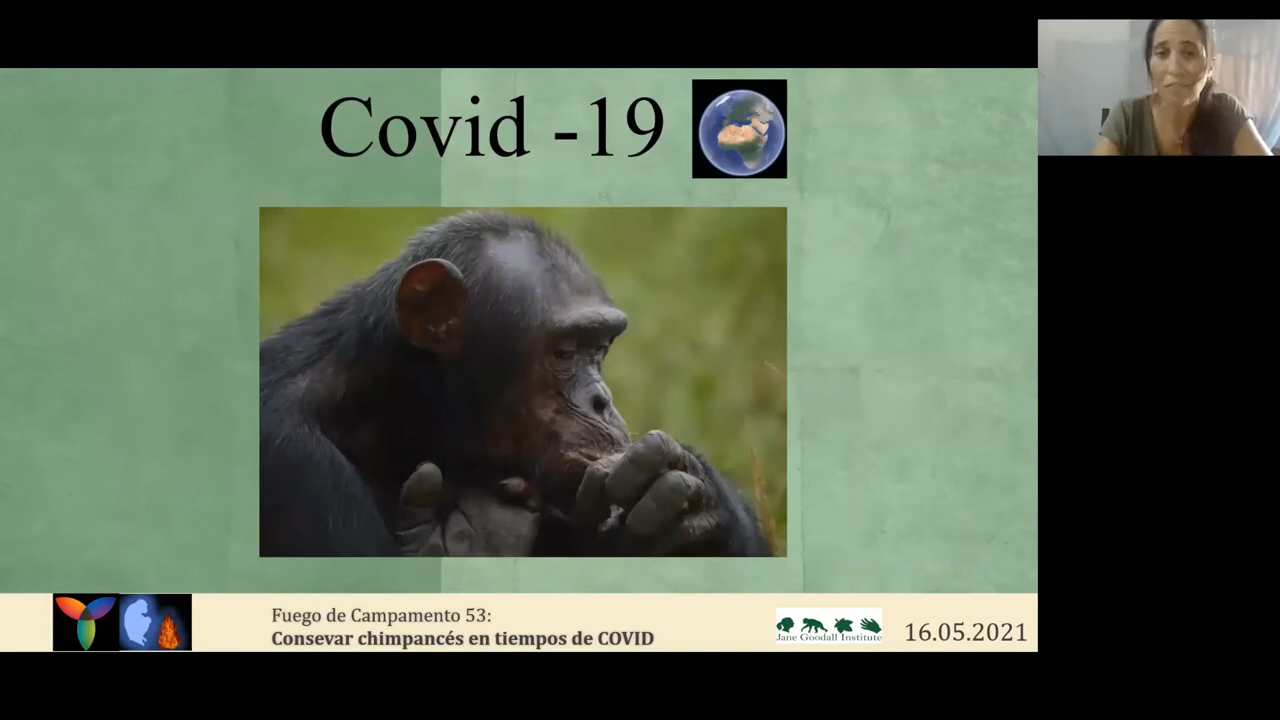 Covid -19
Fuego de Campamento 53:
Consevar chimpancés en tiempos de COVID
Jane Goodall Institute
16.05.2021